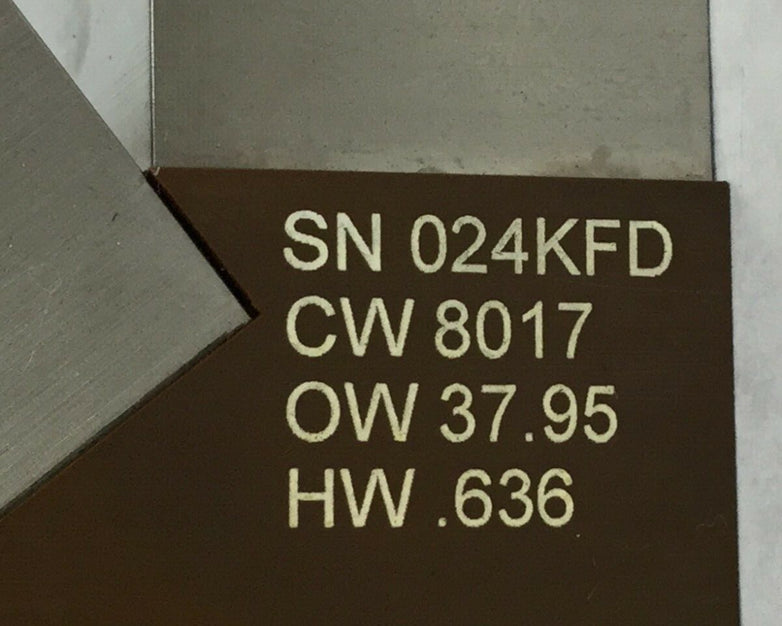 SN 024KFD
CW 8017
OW 37.95
HW .636